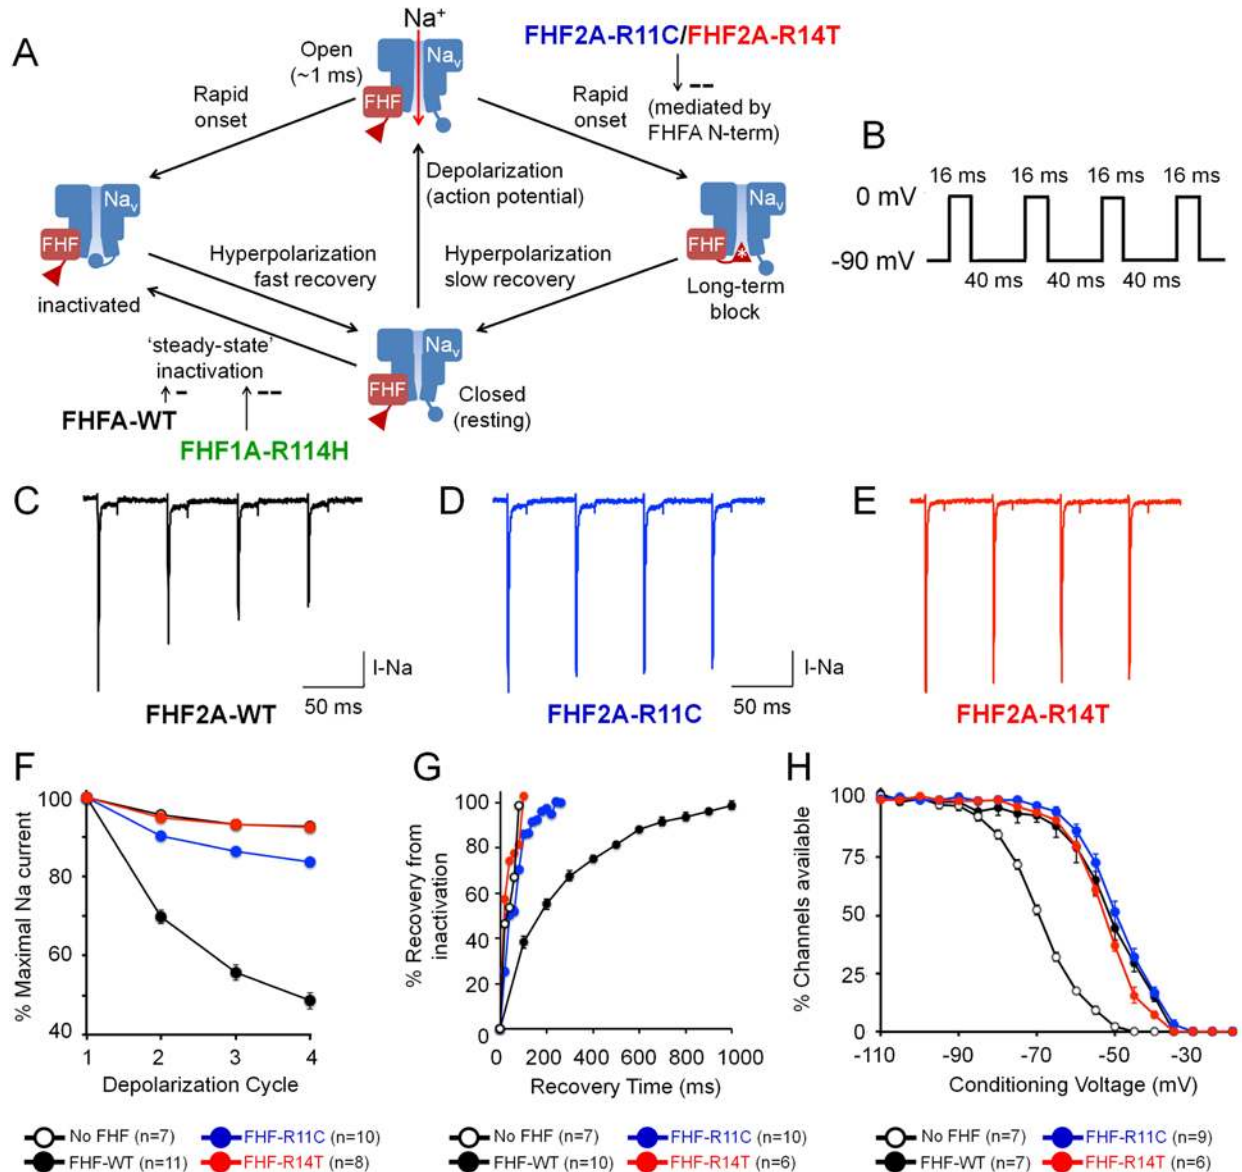 A
Na+
Open
(~1 ms)
Nav
FHF
FHF2A-R11C/FHF2A-R14T
--
(mediated by
FHFA N-term)
Rapid
onset
Rapid
onset
Depolarization
(action potential)
Nav
FHF
inactivated
Hyperpolarization
fast recovery
Hyperpolarization
slow recovery
Nav
FHF
*
Long-term
block
'steady-state'
inactivation
-
--
FHFA-WT
FHF1A-R114H
Nav
FHF
Closed
(resting)
B
16 ms 16 ms 16 ms 16 ms
0 mV
-90 mV
40 ms 40 ms 40 ms
C
I-Na
50 ms
FHF2A-WT
D
I-Na
50 ms
FHF2A-R11C
E
FHF2A-R14T
F
% Maximal Na current
100
80
60
40
1 2 3 4
Depolarization Cycle
No FHF (n=7)
FHF-WT (n=11)
FHF-R11C (n=10)
FHF-R14T (n=8)
G
% Recovery from
inactivation
100
80
60
40
20
0
0 200 400 600 800 1000
Recovery Time (ms)
No FHF (n=7)
FHF-WT (n=10)
FHF-R11C (n=10)
FHF-R14T (n=6)
H
% Channels available
100
75
50
25
0
-110 -90 -70 -50 -30
Conditioning Voltage (mV)
No FHF (n=7)
FHF-WT (n=7)
FHF-R11C (n=9)
FHF-R14T (n=6)